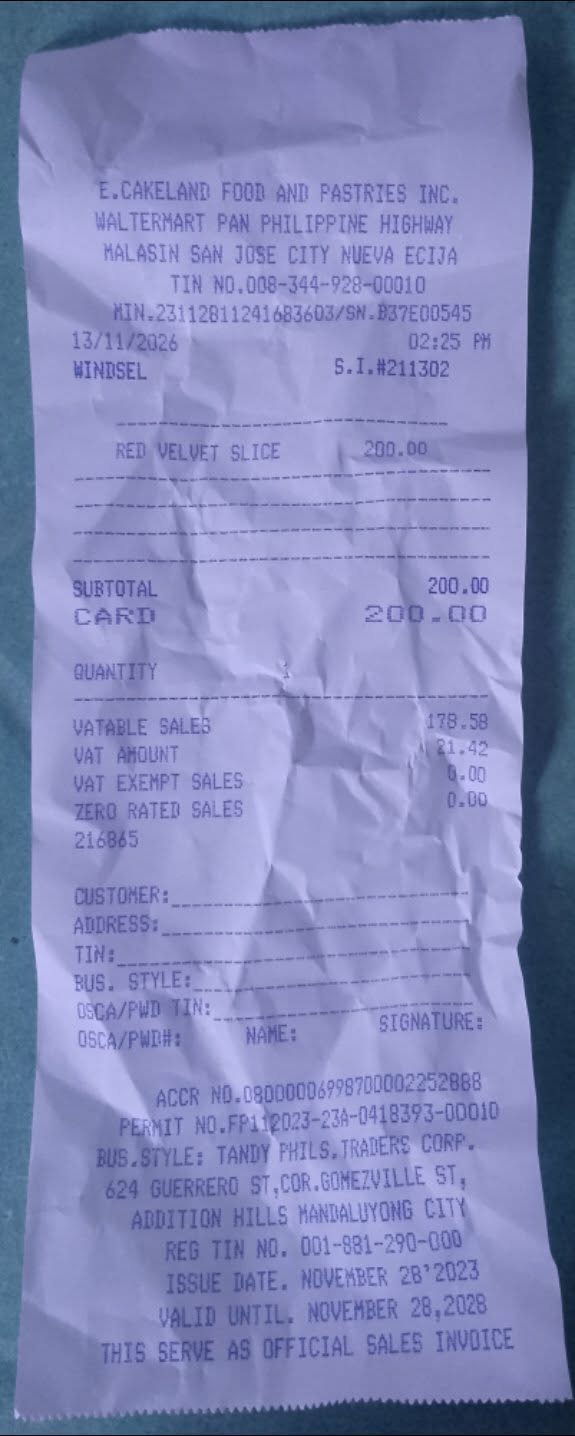 E.CAKELAND FOOD AND PASTRIES INC.
WALTERMART PAN PHILIPPINE HIGHWAY
MALASIN SAN JOSE CITY NUEVA ECIJA
TIN NO.008-344-928-00010
MIN.23112811241683603/SN.B37E00545
13/11/2026 02:25 PM
WINDSEL S.I.#211302
RED VELVET SLICE 200.00
SUBTOTAL 200.00
CARD 200.00
QUANTITY 1
VATABLE SALES 178.58
VAT AMOUNT 21.42
VAT EXEMPT SALES 0.00
ZERO RATED SALES 0.00
216865
CUSTOMER:
ADDRESS:
TIN:
BUS. STYLE:
OSCA/PWD TIN:
OSCA/PWD#: NAME: SIGNATURE:
ACCR NO.08000006998700002252888
PERMIT NO.FP112023-23A-0418393-00010
BUS.STYLE: TANDY PHILS.TRADERS CORP.
624 GUERRERO ST,COR.GOMEZVILLE ST,
ADDITION HILLS MANDALUYONG CITY
REG TIN NO. 001-881-290-000
ISSUE DATE. NOVEMBER 28'2023
VALID UNTIL. NOVEMBER 28,2028
THIS SERVE AS OFFICIAL SALES INVOICE